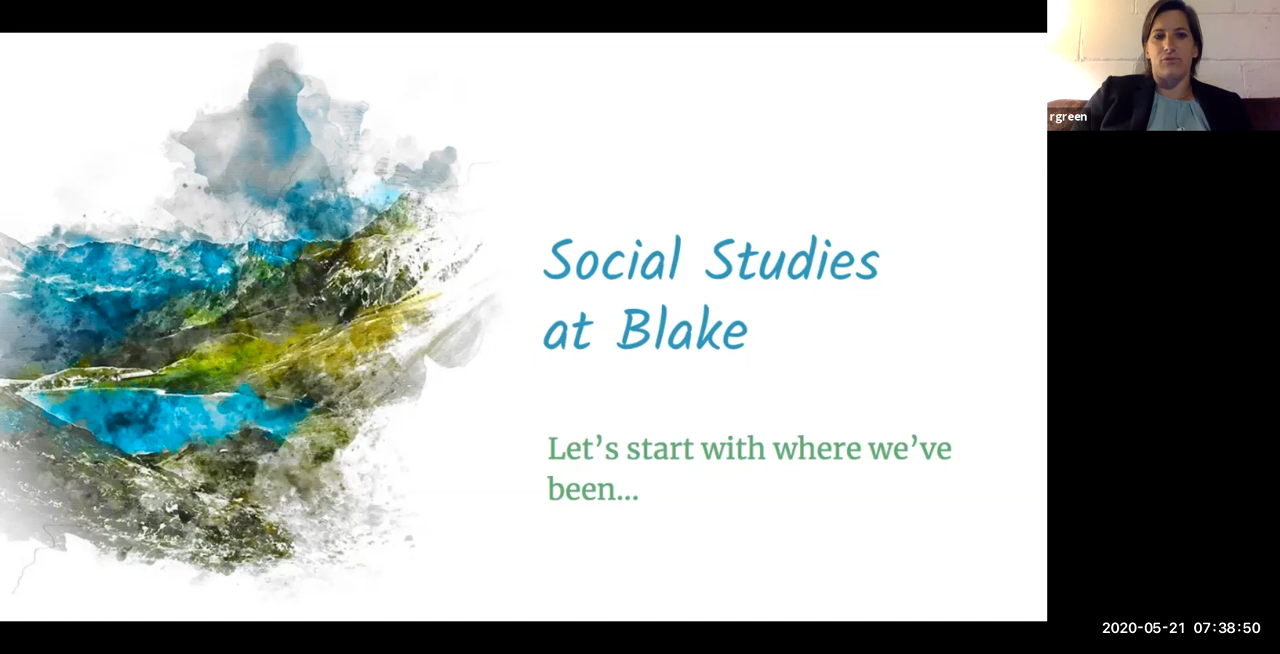 rgreen
Social Studies
at Blake
Let’s start with where we’ve
been...
2020-05-21 07:38:50